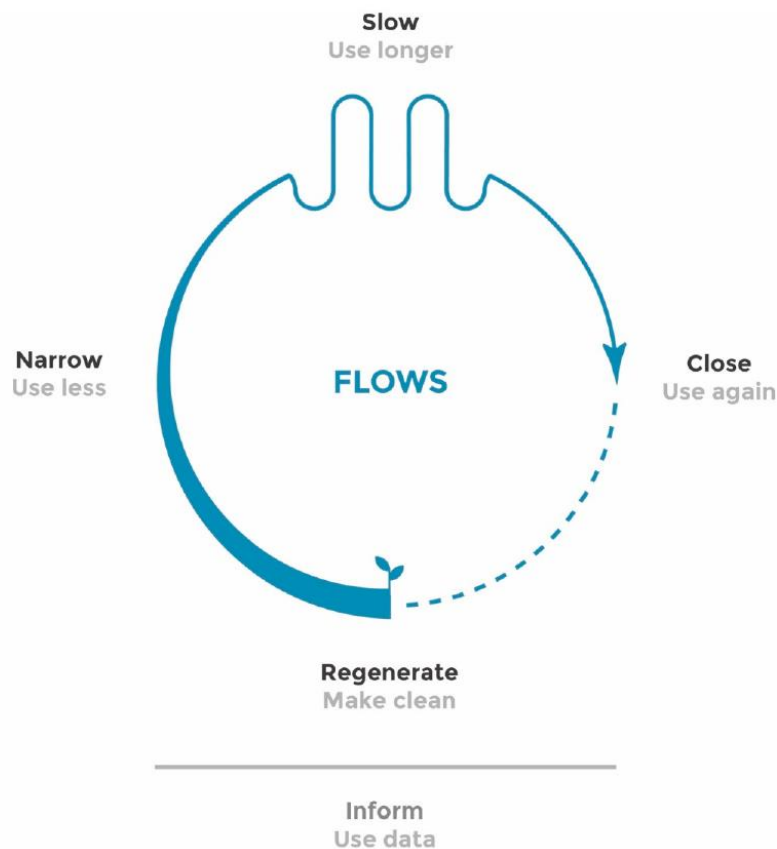 Slow
Use longer
Narrow
Use less
FLOWS
Close
Use again
Regenerate
Make clean
Inform
Use data